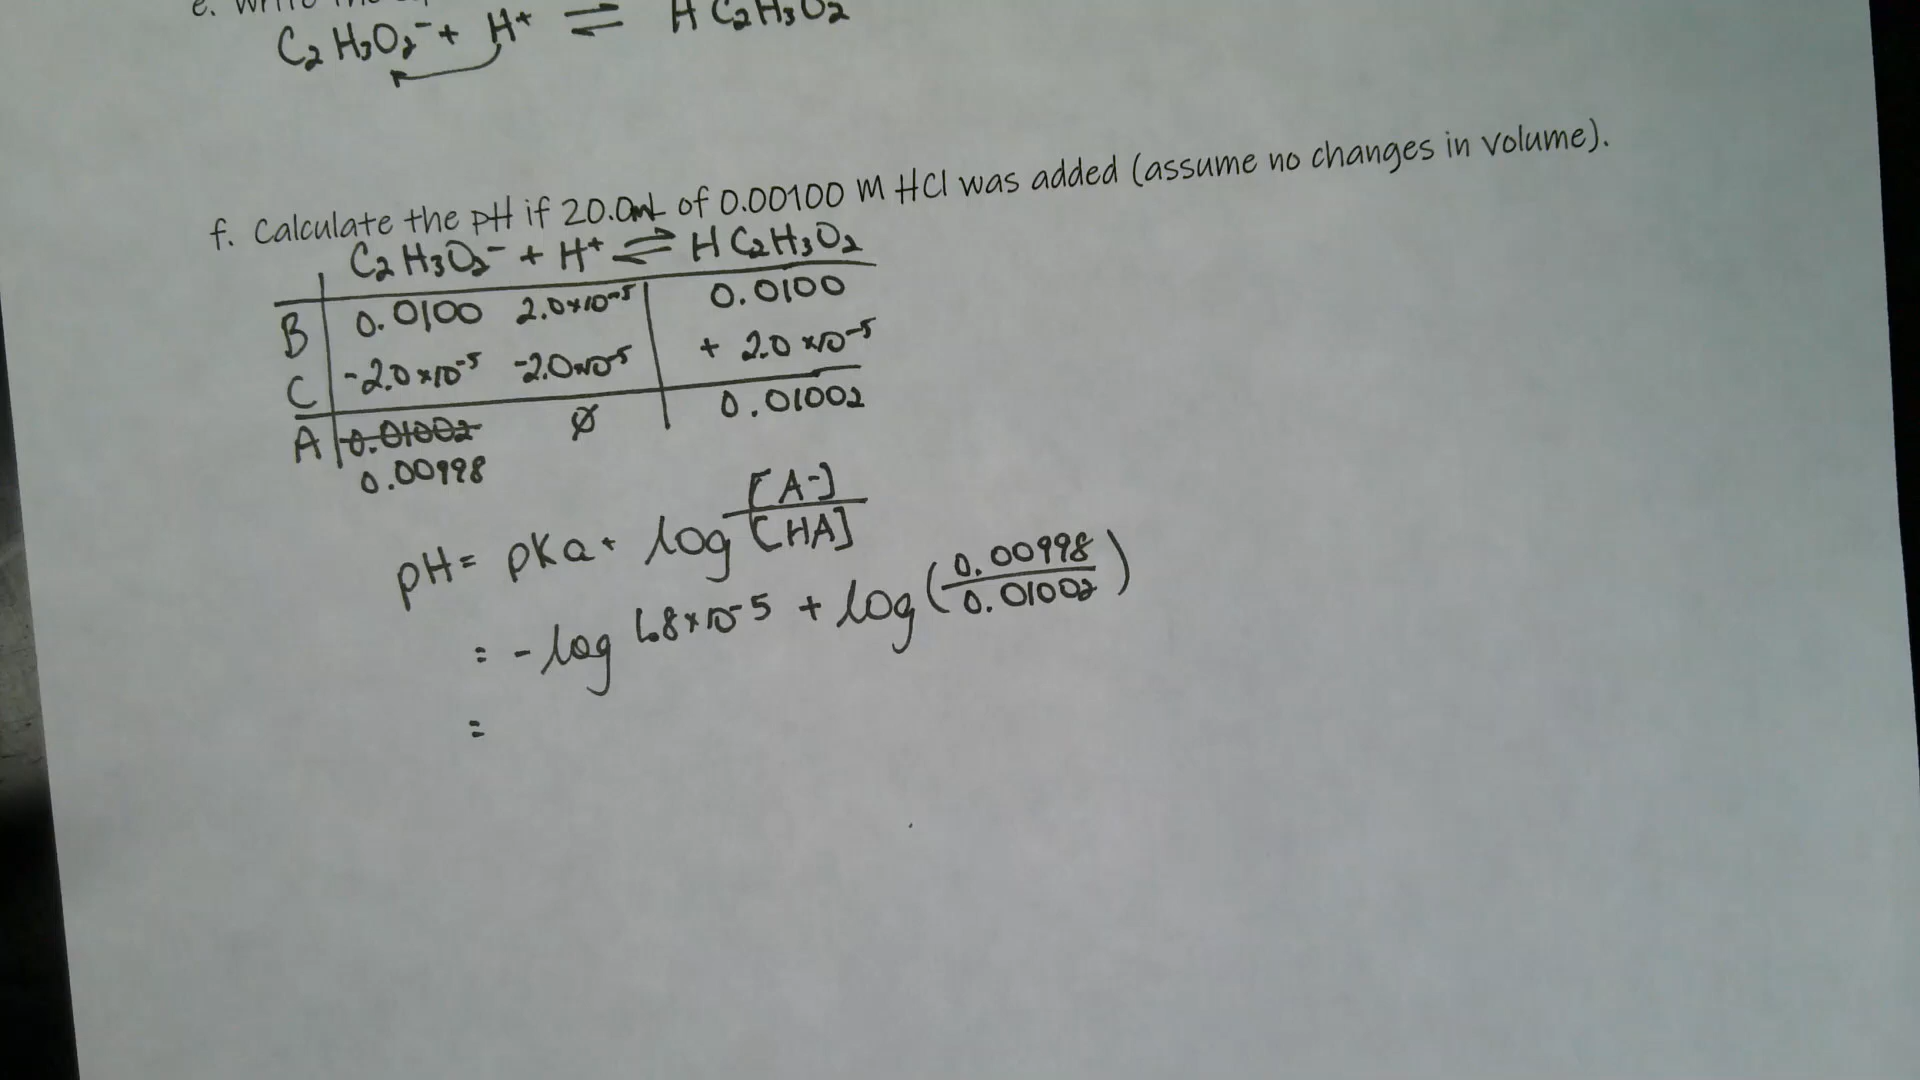 e. Write the
C₂H₃O₂⁻ + H⁺ ⇌ HC₂H₃O₂
f. Calculate the pH if 20.0mL of 0.00100 M HCl was added (assume no changes in volume).
C₂H₃O₂⁻ + H⁺ ⇌ HC₂H₃O₂
B 0.0100 2.0×10⁻⁵ 0.0100
C -2.0×10⁻⁵ -2.0×10⁻⁵ + 2.0×10⁻⁵
A 0.01002 Ø 0.01002
0.00998
pH = pKa + log [A-]/[HA]
= -log 1.8×10-5 + log (0.00998/0.01002)
=